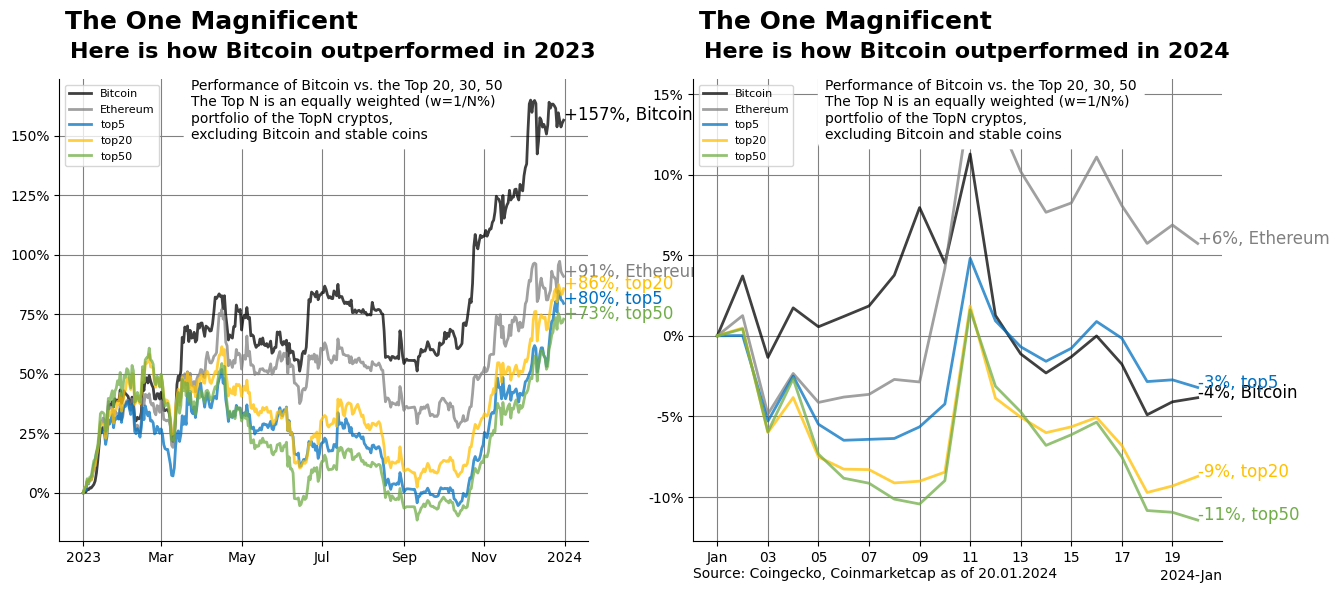 The One Magnificent
Here is how Bitcoin outperformed in 2023
Performance of Bitcoin vs. the Top 20, 30, 50
The Top N is an equally weighted (w=1/N%)
portfolio of the TopN cryptos,
excluding Bitcoin and stable coins
Bitcoin
Ethereum
top5
top20
top50
150%
125%
100%
75%
50%
25%
0%
+157%, Bitcoin
+91%, Ethereum
+86%, top20
+80%, top5
+73%, top50
2023 Mar May Jul Sep Nov 2024
The One Magnificent
Here is how Bitcoin outperformed in 2024
Performance of Bitcoin vs. the Top 20, 30, 50
The Top N is an equally weighted (w=1/N%)
portfolio of the TopN cryptos,
excluding Bitcoin and stable coins
Bitcoin
Ethereum
top5
top20
top50
15%
10%
5%
0%
-5%
-10%
+6%, Ethereum
-3%, top5
-4%, Bitcoin
-9%, top20
-11%, top50
Jan 03 05 07 09 11 13 15 17 19
2024-Jan
Source: Coingecko, Coinmarketcap as of 20.01.2024